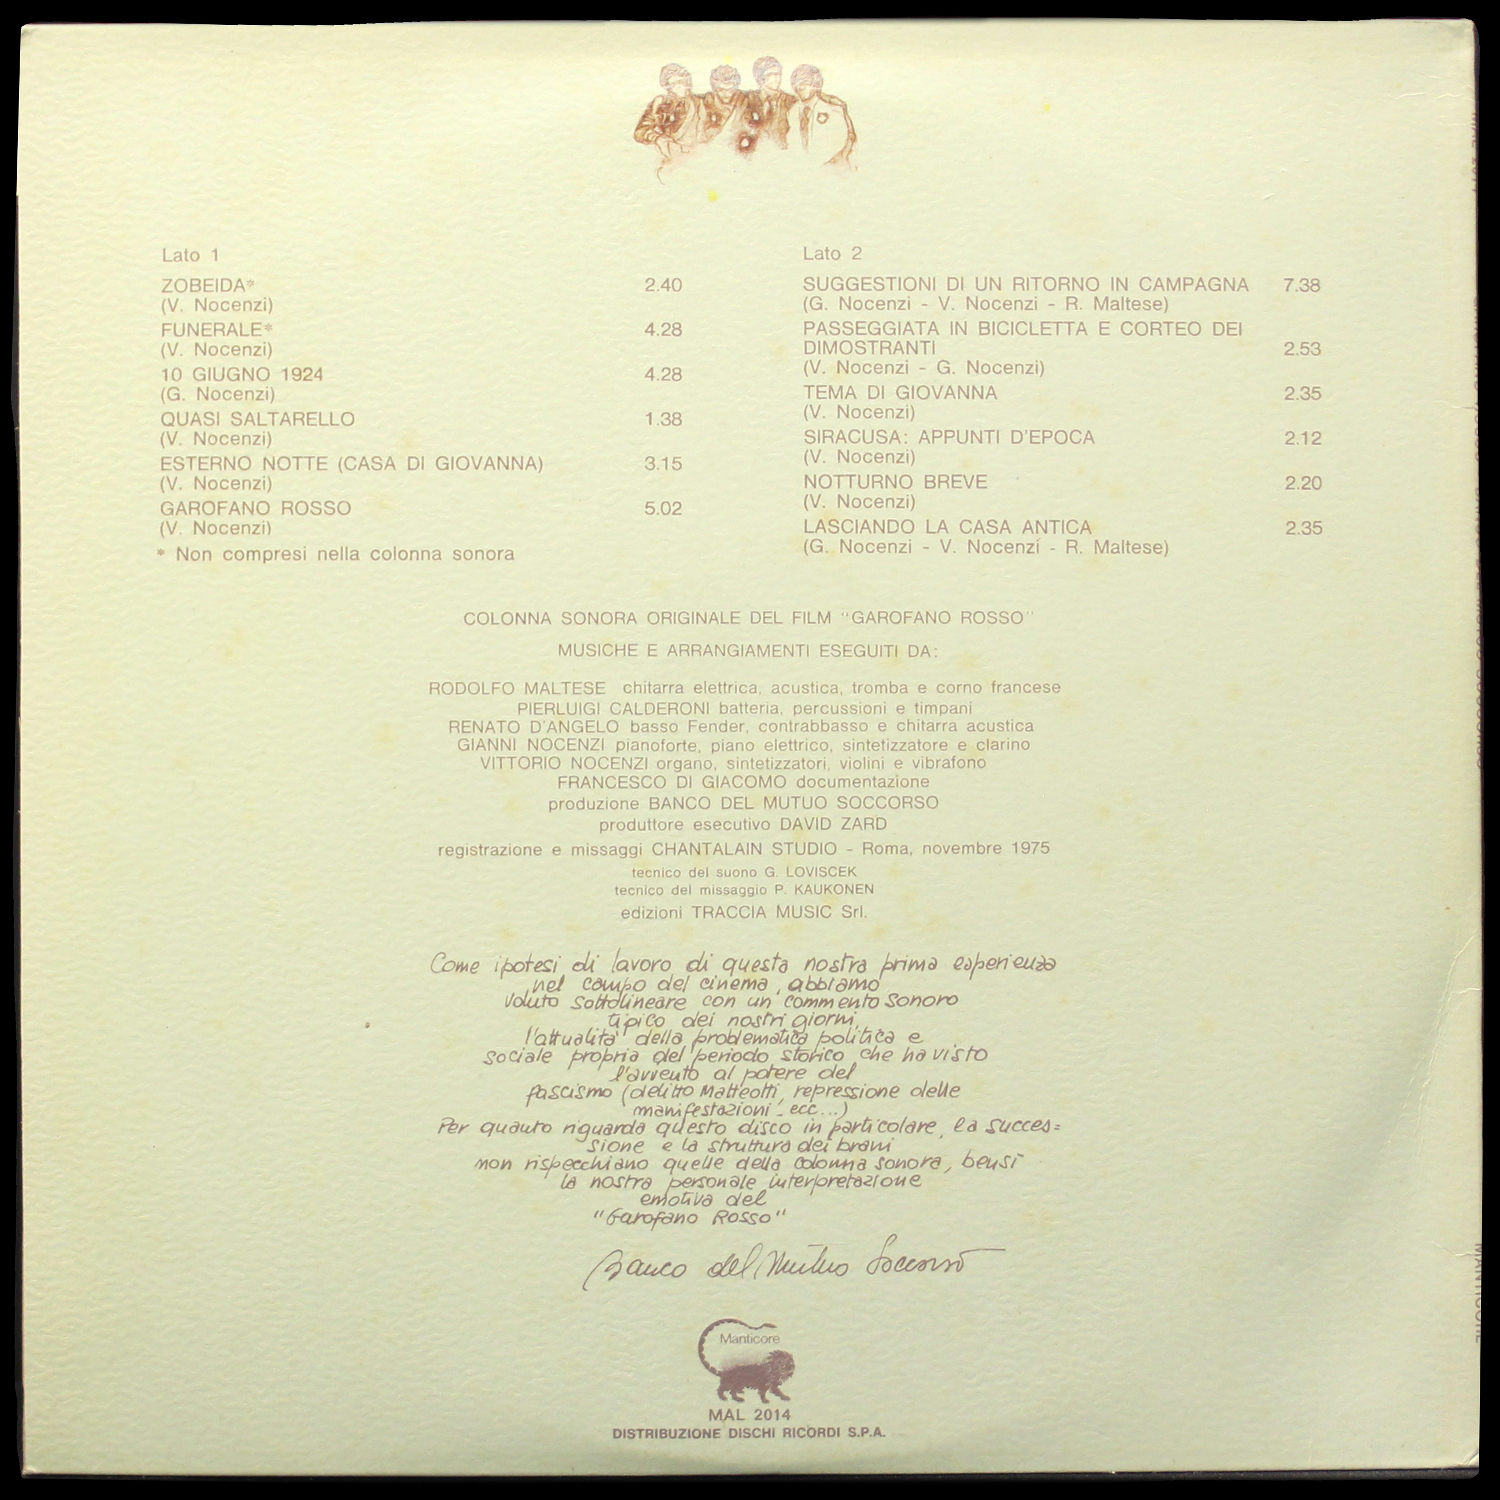 Lato 1
ZOBEIDA* 2.40
(V. Nocenzi)
FUNERALE* 4.28
(V. Nocenzi)
10 GIUGNO 1924 4.28
(G. Nocenzi)
QUASI SALTARELLO 1.38
(V. Nocenzi)
ESTERNO NOTTE (CASA DI GIOVANNA) 3.15
(V. Nocenzi)
GAROFANO ROSSO 5.02
(V. Nocenzi)
* Non compresi nella colonna sonora
Lato 2
SUGGESTIONI DI UN RITORNO IN CAMPAGNA 7.38
(G. Nocenzi - V. Nocenzi - R. Maltese)
PASSEGGIATA IN BICICLETTA E CORTEO DEI
DIMOSTRANTI 2.53
(V. Nocenzi - G. Nocenzi)
TEMA DI GIOVANNA 2.35
(V. Nocenzi)
SIRACUSA: APPUNTI D'EPOCA 2.12
(V. Nocenzi)
NOTTURNO BREVE 2.20
(V. Nocenzi)
LASCIANDO LA CASA ANTICA 2.35
(G. Nocenzi - V. Nocenzi - R. Maltese)
COLONNA SONORA ORIGINALE DEL FILM "GAROFANO ROSSO"
MUSICHE E ARRANGIAMENTI ESEGUITI DA:
RODOLFO MALTESE chitarra elettrica, acustica, tromba e corno francese
PIERLUIGI CALDERONI batteria, percussioni e timpani
RENATO D'ANGELO basso Fender, contrabbasso e chitarra acustica
GIANNI NOCENZI pianoforte, piano elettrico, sintetizzatore e clarino
VITTORIO NOCENZI organo, sintetizzatori, violini e vibrafono
FRANCESCO DI GIACOMO documentazione
produzione BANCO DEL MUTUO SOCCORSO
produttore esecutivo DAVID ZARD
registrazione e missaggi CHANTALAIN STUDIO - Roma, novembre 1975
tecnico del suono G. LOVISCEK
tecnico del missaggio P. KAUKONEN
edizioni TRACCIA MUSIC Srl.
Come ipotesi di lavoro di questa nostra prima esperienza
nel campo del cinema, abbiamo
voluto sottolineare con un commento sonoro
tipico dei nostri giorni,
l'attualità della problematica politica e
sociale propria del periodo storico che ha visto
l'avvento al potere del
fascismo (delitto Matteotti, repressione delle
manifestazioni - ecc...)
Per quanto riguarda questo disco in particolare, la succes=
sione e la struttura dei brani
non rispecchiano quelle della colonna sonora, bensì
la nostra personale interpretazione
emotiva del
"Garofano Rosso"
Banco del Mutuo Soccorso
Manticore
MAL 2014
DISTRIBUZIONE DISCHI RICORDI S.P.A.
MANTICORE